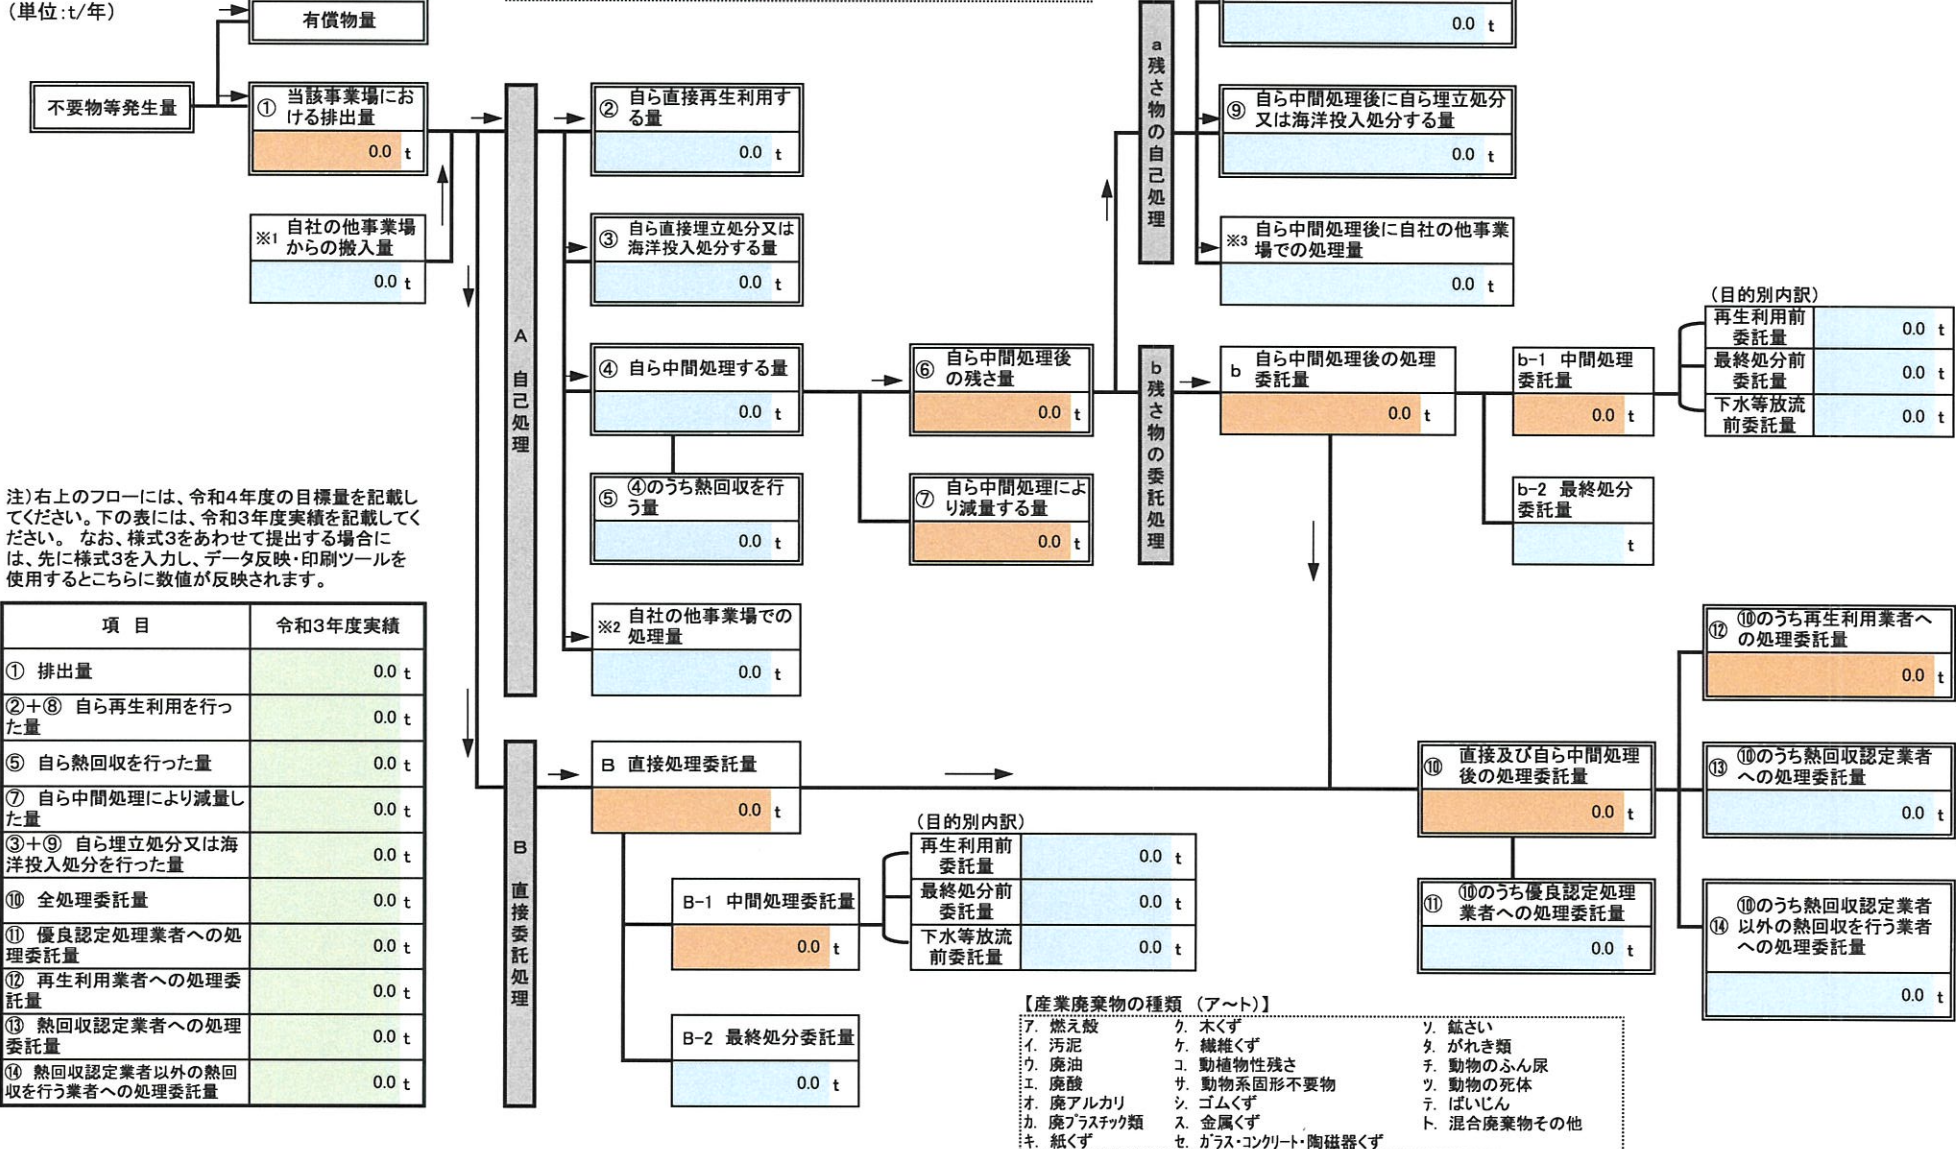 (単位:t/年)
有償物量
0.0 t
不要物等発生量
① 当該事業場にお
ける排出量
0.0 t
※1 自社の他事業場
からの搬入量
0.0 t
A 自己処理
② 自ら直接再生利用す
る量
0.0 t
③ 自ら直接埋立処分又は
海洋投入処分する量
0.0 t
④ 自ら中間処理する量
0.0 t
⑤ ④のうち熱回収を行
う量
0.0 t
※2 自社の他事業場での
処理量
0.0 t
⑥ 自ら中間処理後
の残さ量
0.0 t
⑦ 自ら中間処理によ
り減量する量
0.0 t
a 残さ物の自己処理
⑨ 自ら中間処理後に自ら埋立処分
又は海洋投入処分する量
0.0 t
※3 自ら中間処理後に自社の他事業
場での処理量
0.0 t
b 残さ物の委託処理
b 自ら中間処理後の処理
委託量
0.0 t
b-1 中間処理
委託量
0.0 t
(目的別内訳)
再生利用前
委託量
0.0 t
最終処分前
委託量
0.0 t
下水等放流
前委託量
0.0 t
b-2 最終処分
委託量
t
注)右上のフローには、令和4年度の目標量を記載し
てください。下の表には、令和3年度実績を記載してく
ださい。 なお、様式3をあわせて提出する場合に
は、先に様式3を入力し、データ反映・印刷ツールを
使用するとこちらに数値が反映されます。
項 目 令和3年度実績
① 排出量 0.0 t
②+⑧ 自ら再生利用を行っ
た量 0.0 t
⑤ 自ら熱回収を行った量 0.0 t
⑦ 自ら中間処理により減量し
た量 0.0 t
③+⑨ 自ら埋立処分又は海
洋投入処分を行った量 0.0 t
⑩ 全処理委託量 0.0 t
⑪ 優良認定処理業者への処
理委託量 0.0 t
⑫ 再生利用業者への処理委
託量 0.0 t
⑬ 熱回収認定業者への処理
委託量 0.0 t
⑭ 熱回収認定業者以外の熱回
収を行う業者への処理委託量 0.0 t
B 直接委託処理
B 直接処理委託量
0.0 t
B-1 中間処理委託量
0.0 t
(目的別内訳)
再生利用前
委託量
0.0 t
最終処分前
委託量
0.0 t
下水等放流
前委託量
0.0 t
B-2 最終処分委託量
0.0 t
⑩ 直接及び自ら中間処理
後の処理委託量
0.0 t
⑪ ⑩のうち優良認定処理
業者への処理委託量
0.0 t
⑫ ⑩のうち再生利用業者へ
の処理委託量
0.0 t
⑬ ⑩のうち熱回収認定業者
への処理委託量
0.0 t
⑭ ⑩のうち熱回収認定業者
以外の熱回収を行う業者
への処理委託量
0.0 t
【産業廃棄物の種類 (ア~ト)】
ア. 燃え殻 ク. 木くず ソ. 鉱さい
イ. 汚泥 ケ. 繊維くず タ. がれき類
ウ. 廃油 コ. 動植物性残さ チ. 動物のふん尿
エ. 廃酸 サ. 動物系固形不要物 ツ. 動物の死体
オ. 廃アルカリ シ. ゴムくず テ. ばいじん
カ. 廃プラスチック類 ス. 金属くず ト. 混合廃棄物その他
キ. 紙くず セ. ガラス・コンクリート・陶磁器くず